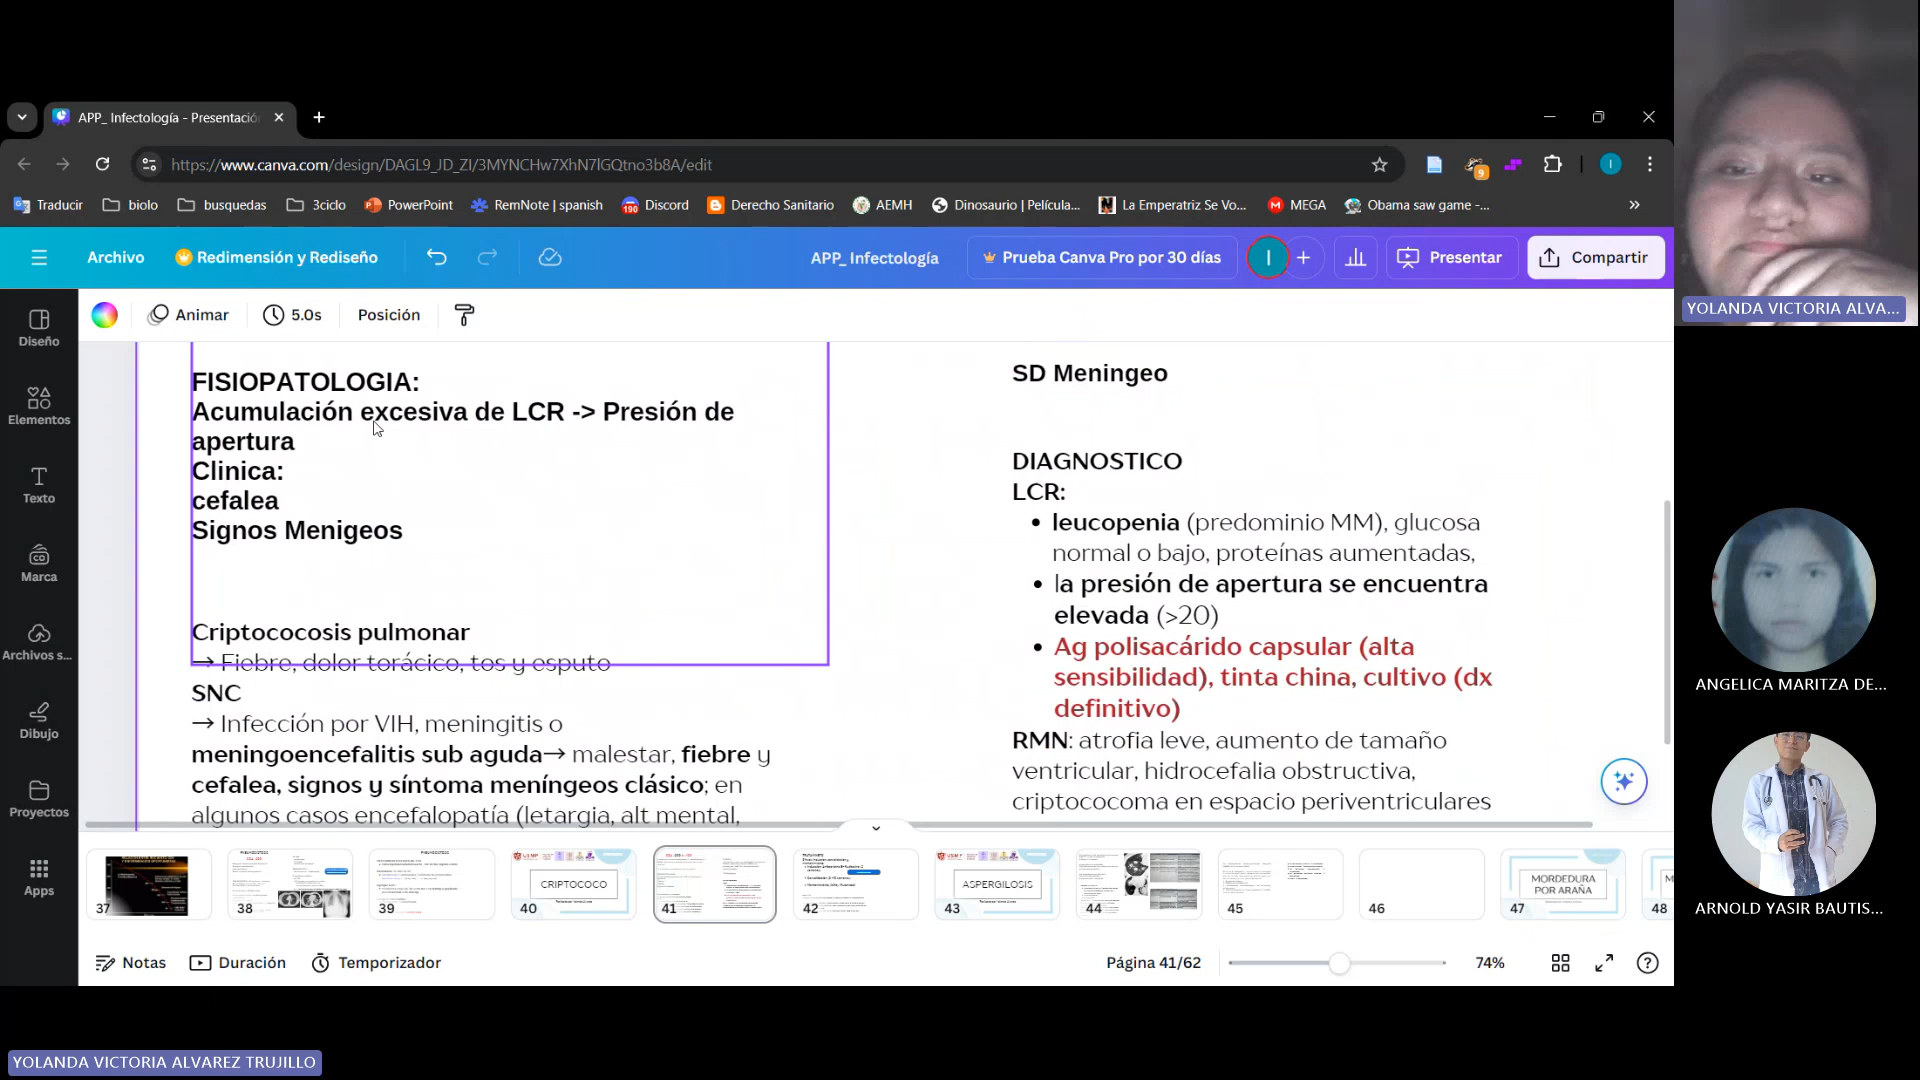 APP_ Infectología - Presentació
https://www.canva.com/design/DAGL9_JD_ZI/3MYNCHw7XhN7lGQtno3b8A/edit
Traducir
biolo
busquedas
3ciclo
PowerPoint
RemNote | spanish
190
Discord
Derecho Sanitario
AEMH
Dinosaurio | Película...
La Emperatriz Se Vo...
MEGA
Obama saw game -...
9
I
Archivo
Redimensión y Rediseño
APP_ Infectología
Prueba Canva Pro por 30 días
I
Presentar
Compartir
Animar
5.0s
Posición
Diseño
Elementos
Texto
Marca
Archivos s...
Dibujo
Proyectos
Apps
FISIOPATOLOGIA:
Acumulación excesiva de LCR -> Presión de
apertura
Clinica:
cefalea
Signos Menigeos
Criptococosis pulmonar
→ Fiebre, dolor torácico, tos y esputo
SNC
→ Infección por VIH, meningitis o
meningoencefalitis sub aguda→ malestar, fiebre y
cefalea, signos y síntoma meníngeos clásico; en
algunos casos encefalopatía (letargia, alt mental,
SD Meningeo
DIAGNOSTICO
LCR:
• leucopenia (predominio MM), glucosa
normal o bajo, proteínas aumentadas,
• la presión de apertura se encuentra
elevada (>20)
• Ag polisacárido capsular (alta
sensibilidad), tinta china, cultivo (dx
definitivo)
RMN: atrofia leve, aumento de tamaño
ventricular, hidrocefalia obstructiva,
criptococoma en espacio periventriculares
37
38
39
CRIPTOCOCO
40
41
42
ASPERGILOSIS
43
44
45
46
MORDEDURA
POR ARAÑA
47
48
Notas
Duración
Temporizador
Página 41/62
74%
YOLANDA VICTORIA ALVA...
ANGELICA MARITZA DE...
ARNOLD YASIR BAUTIS...
YOLANDA VICTORIA ALVAREZ TRUJILLO